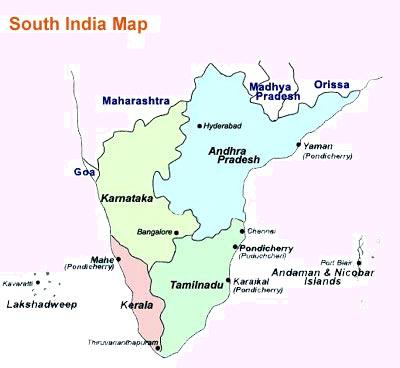 South India Map
Madhya
Pradesh
Orissa
Maharashtra
Hyderabad
Andhra
Pradesh
Yaman
(Pondicherry)
Goa
Karnataka
Bangalore
Chennai
Pondicherry
(Puduchheri)
Mahe
(Pondicherry)
Port Blair
Andaman & Nicobar
Islands
Kavaratti
Lakshadweep
Tamilnadu
Karaikal
(Pondicherry)
Kerala
Thiruvananthapuram